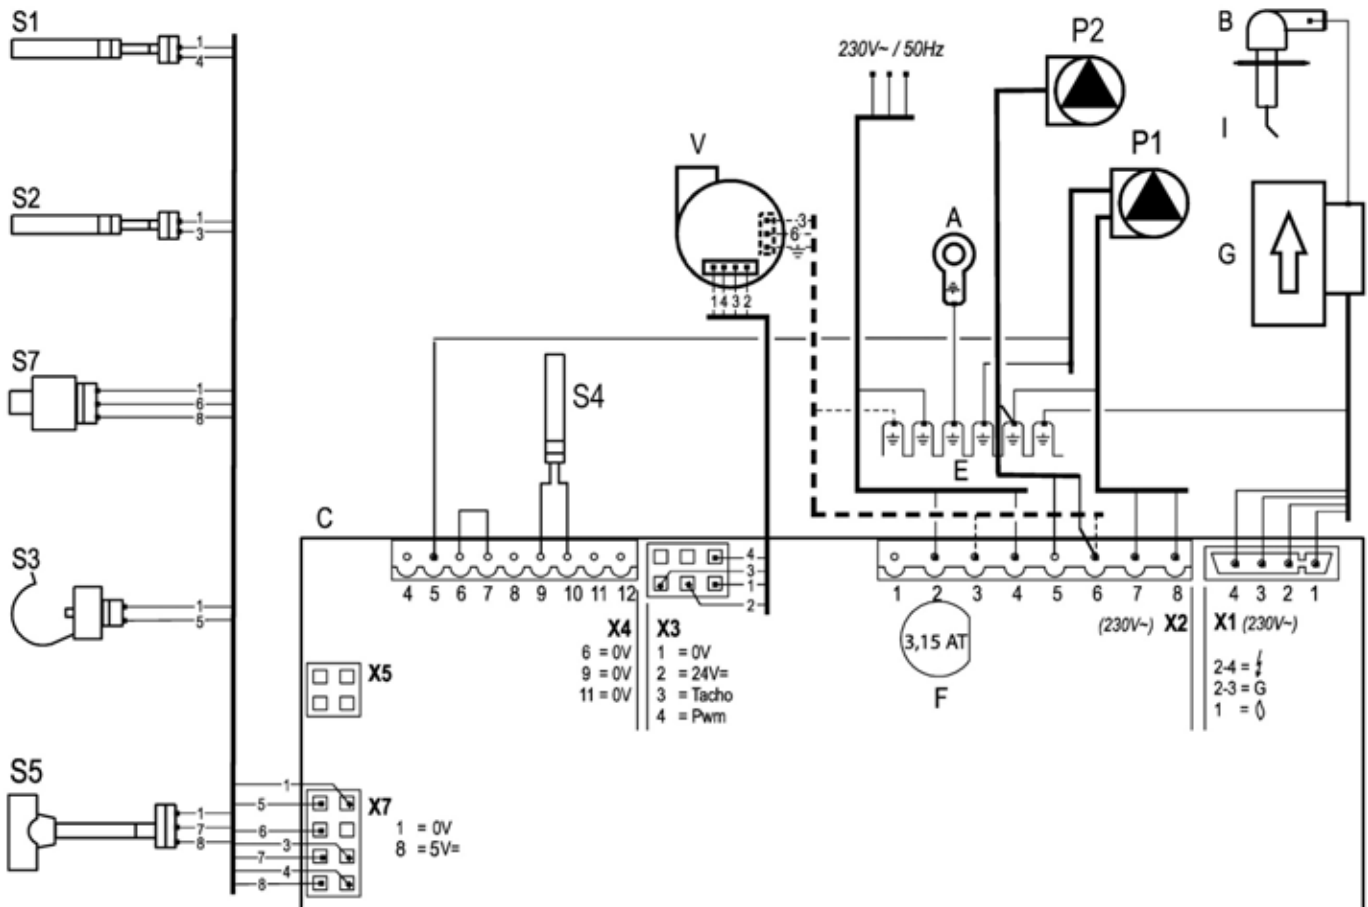 S1
1
4
S2
1
3
S7
1
6
8
S3
1
5
S5
1
7
8
230V~ / 50Hz
P2
P1
B
I
G
V
3
6
1 4 3 2
A
S4
E
C
4 5 6 7 8 9 10 11 12
4
3
1
2
1 2 3 4 5 6 7 8
4 3 2 1
X4
6 = 0V
9 = 0V
11 = 0V
X3
1 = 0V
2 = 24V=
3 = Tacho
4 = Pwm
3,15 AT
F
(230V~) X2
X1 (230V~)
2-4 =
2-3 = G
1 =
X5
X7
1 = 0V
8 = 5V=
1
5
6
3
7
4
8